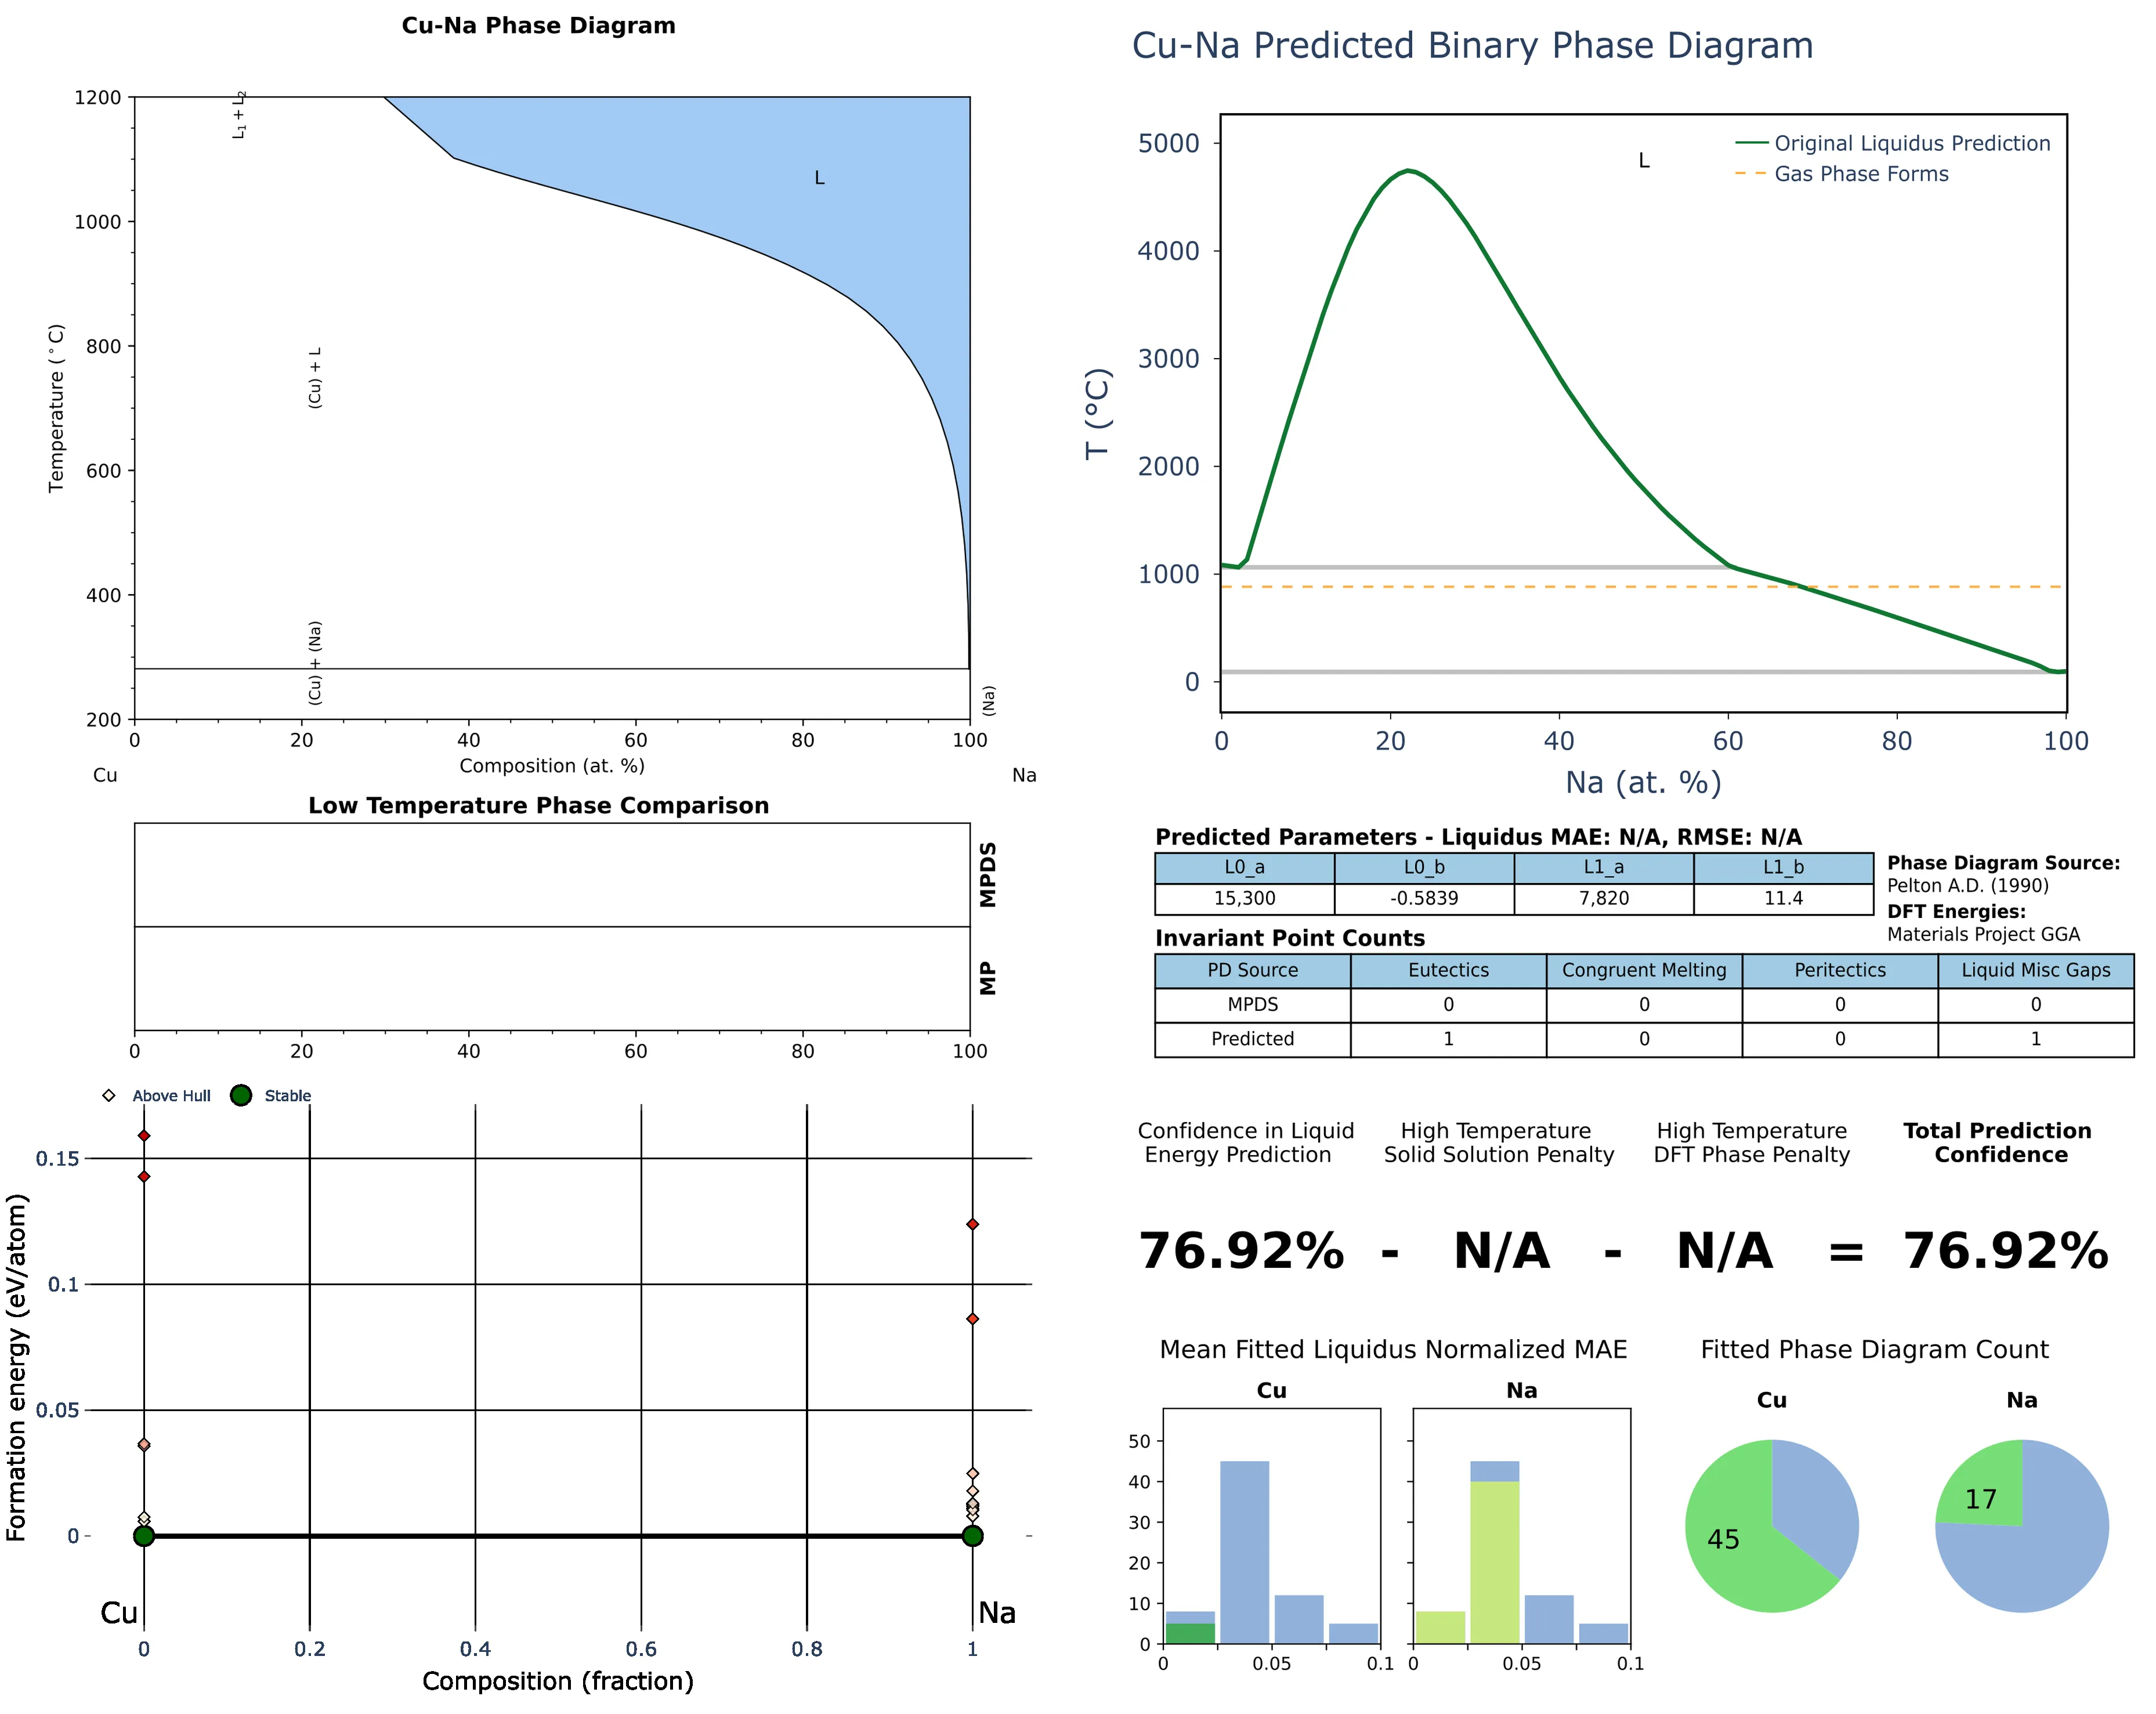 Cu-Na Phase Diagram
1200
1000
800
600
400
200
Temperature (°C)
L₁ + L₂
L
(Cu) + L
(Cu) + (Na)
(Na)
0 20 40 60 80 100
Cu
Composition (at. %)
Na
Low Temperature Phase Comparison
MPDS
MP
0 20 40 60 80 100
Above Hull
Stable
0.15
0.1
0.05
0
Formation energy (eV/atom)
Cu
Na
0 0.2 0.4 0.6 0.8 1
Composition (fraction)
Cu-Na Predicted Binary Phase Diagram
5000
4000
3000
2000
1000
0
T (°C)
L
Original Liquidus Prediction
Gas Phase Forms
0 20 40 60 80 100
Na (at. %)
Predicted Parameters - Liquidus MAE: N/A, RMSE: N/A
L0_a L0_b L1_a L1_b
15,300 -0.5839 7,820 11.4
Phase Diagram Source:
Pelton A.D. (1990)
DFT Energies:
Materials Project GGA
Invariant Point Counts
PD Source Eutectics Congruent Melting Peritectics Liquid Misc Gaps
MPDS 0 0 0 0
Predicted 1 0 0 1
Confidence in Liquid
Energy Prediction
High Temperature
Solid Solution Penalty
High Temperature
DFT Phase Penalty
Total Prediction
Confidence
76.92% - N/A - N/A = 76.92%
Mean Fitted Liquidus Normalized MAE
Cu
50
40
30
20
10
0
0 0.05 0.1
Na
0 0.05 0.1
Fitted Phase Diagram Count
Cu
45
Na
17